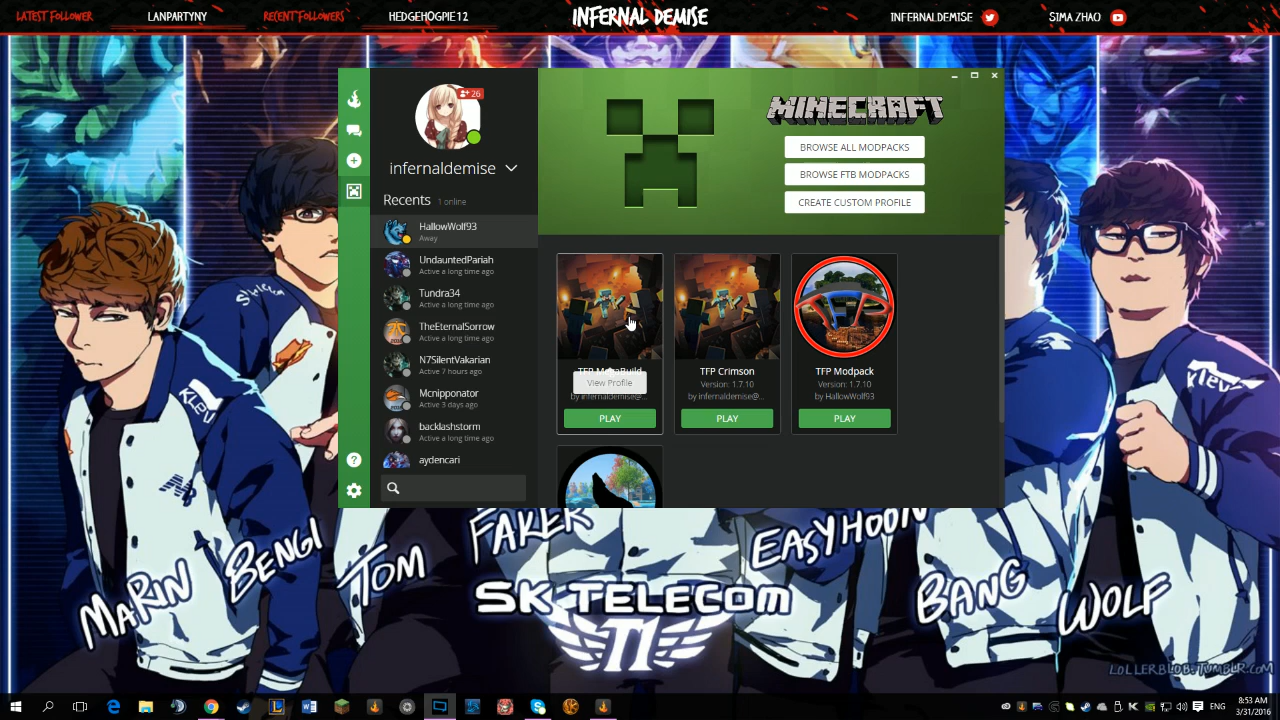 LATEST FOLLOWER
LANPARTYNY
RECENT FOLLOWERS
HEDGEHOGPIE12
INFERNAL DEMISE
INFERNALDEMISE
SIMA ZHAO
26
infernaldemise
Recents 1 online
HallowWolf93
Away
UndauntedPariah
Active a long time ago
Tundra34
Active a long time ago
TheEternalSorrow
Active a long time ago
N7SilentVakarian
Active 7 hours ago
Mcnipponator
Active 3 days ago
backlashstorm
Active a long time ago
aydencari
MINECRAFT
BROWSE ALL MODPACKS
BROWSE FTB MODPACKS
CREATE CUSTOM PROFILE
TFP MegaBuild
View Profile
by infernaldemise@...
PLAY
TFP Crimson
Version: 1.7.10
by infernaldemise@...
PLAY
TFP
TFP Modpack
Version: 1.7.10
by HallowWolf93
PLAY
KLEV
KLEV
MARIN
BENGI
TOM
FAKER
EASYHOON
BANG
WOLF
SK TELECOM
T1
LOLLERBLOB.TUMBLR.COM
ENG
8:53 AM
3/31/2016